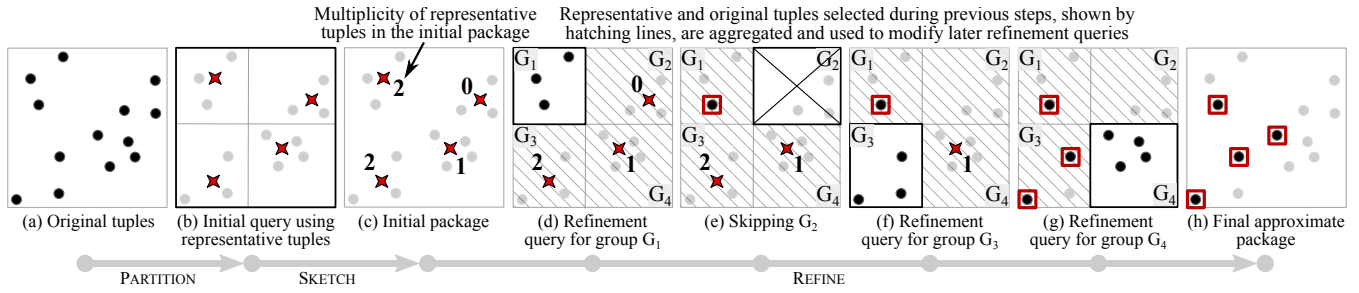 Multiplicity of representative
tuples in the initial package
Representative and original tuples selected during previous steps, shown by
hatching lines, are aggregated and used to modify later refinement queries
2
0
2
1
G1
G2
0
G3
2
1
G4
G1
G2
G3
2
1
G4
G1
G2
G3
1
G4
G1
G2
G3
G4
(a) Original tuples
(b) Initial query using
representative tuples
(c) Initial package
(d) Refinement
query for group G1
(e) Skipping G2
(f) Refinement
query for group G3
(g) Refinement
query for group G4
(h) Final approximate
package
PARTITION
SKETCH
REFINE